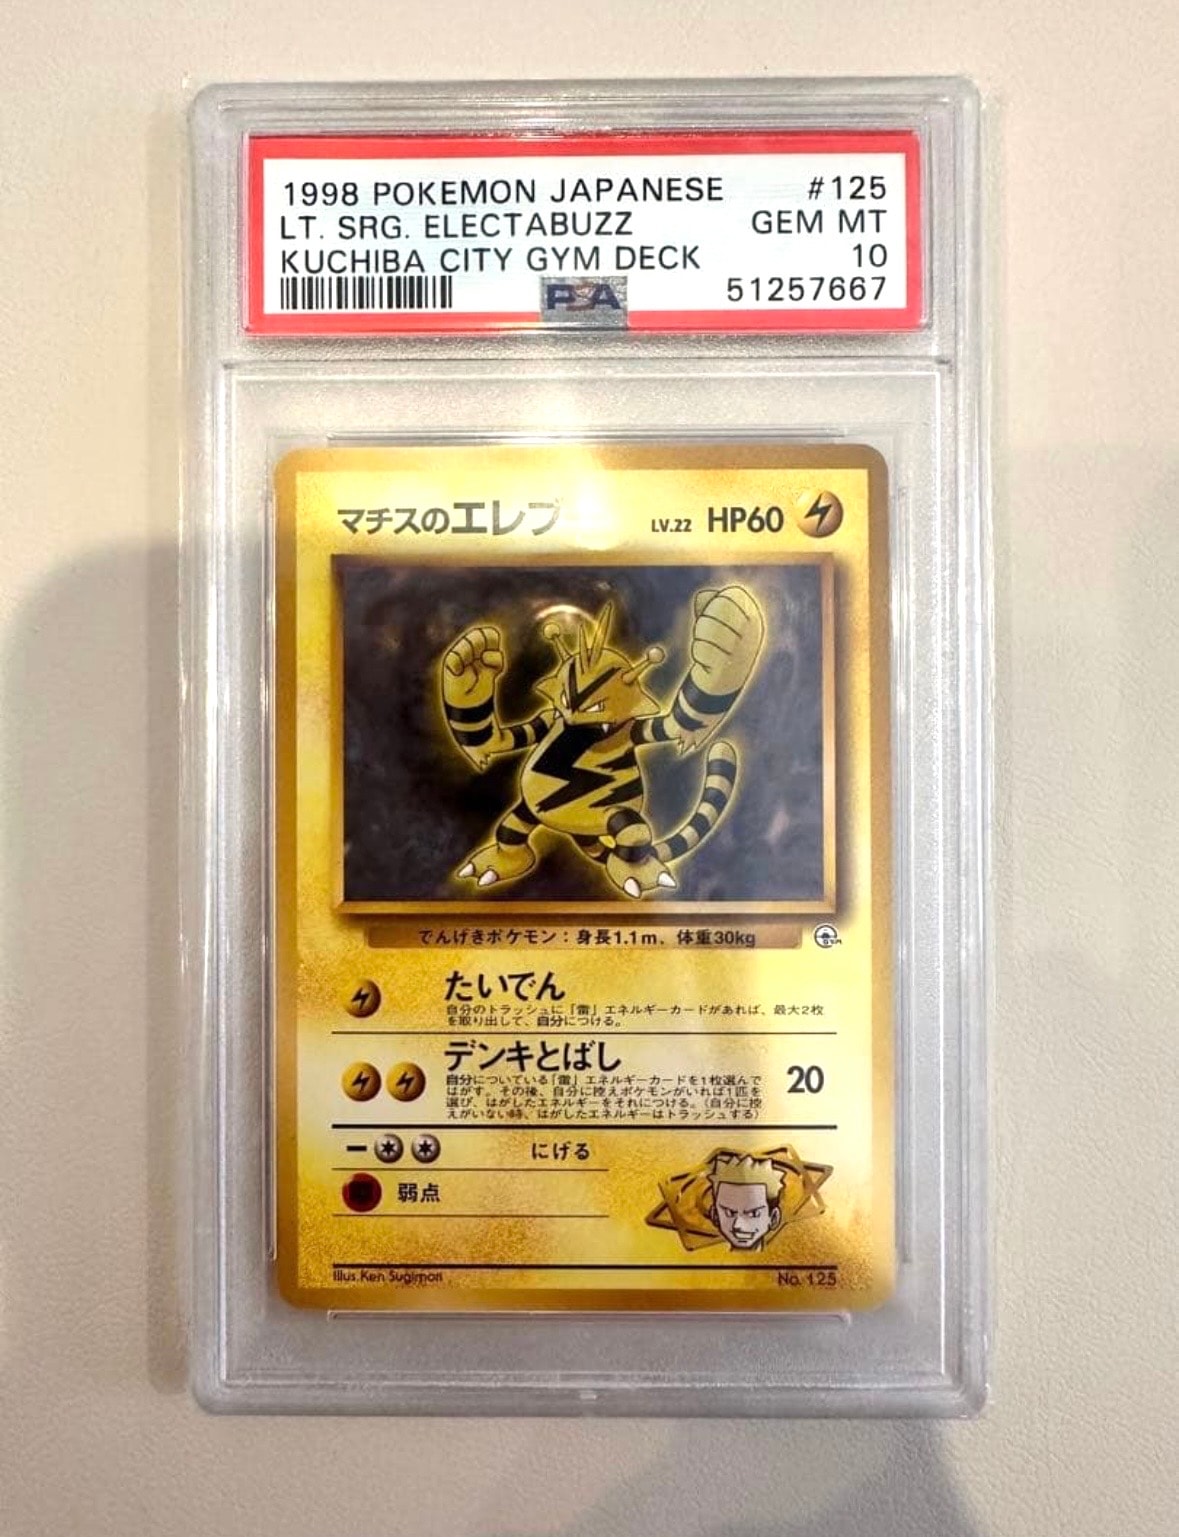 1998 POKEMON JAPANESE #125
LT. SRG. ELECTABUZZ GEM MT
KUCHIBA CITY GYM DECK 10
PSA 51257667
マチスのエレブ LV.22 HP60
でんげきポケモン：身長1.1m、体重30kg
GYM
たいでん
自分のトラッシュに「雷」エネルギーカードがあれば、最大2枚
を取り出して、自分につける。
デンキとばし 20
自分についている「雷」エネルギーカードを1枚選んで
はがす。その後、自分に控えポケモンがいれば1匹を
選び、はがしたエネルギーをそれにつける。（自分に控
えがいない時、はがしたエネルギーはトラッシュする）
ー にげる
弱点
Illus.Ken Sugimori No. 125